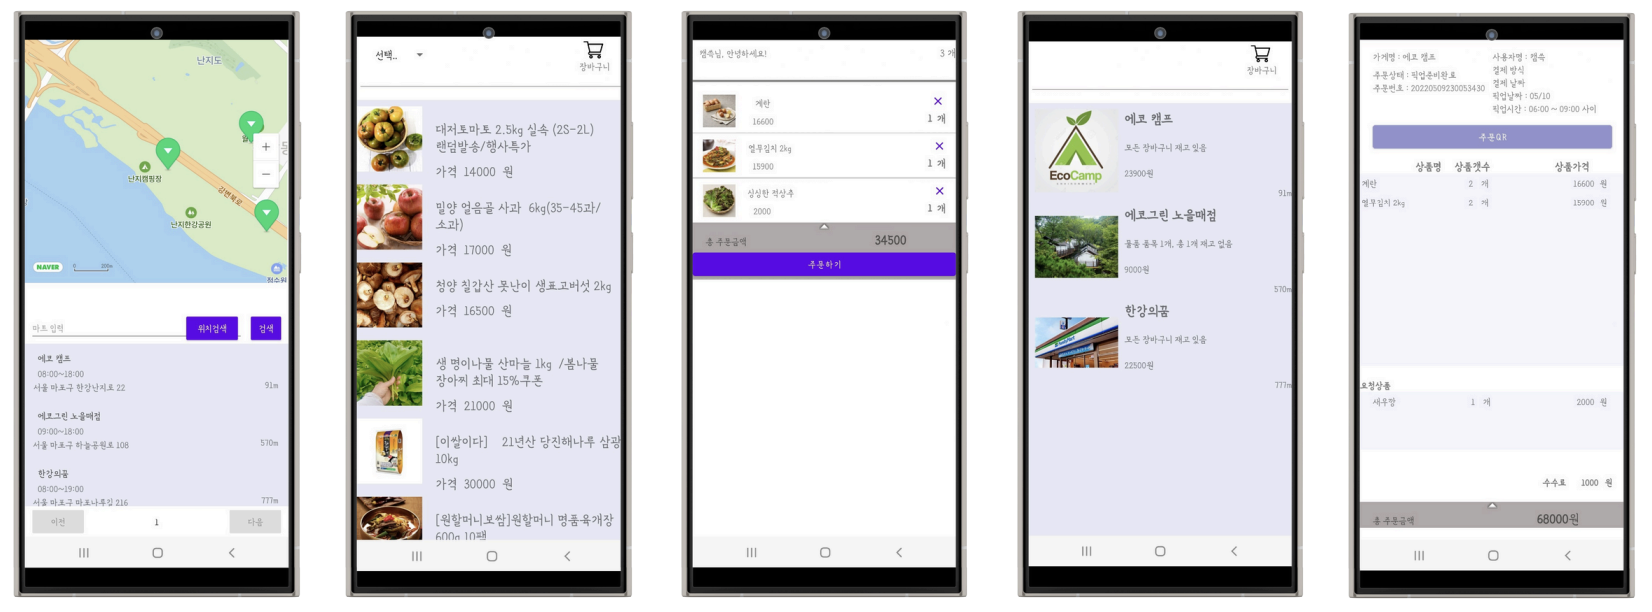 난지도
난지캠핑장
강변북로
난지한강공원
NAVER
정수원
마트 입력
위치검색
검색
에코 캠프
08:00~18:00
서울 마포구 한강난지로 22
91m
에코그린 노을매점
09:00~18:00
서울 마포구 하늘공원로 108
570m
한강의꿈
08:00~19:00
서울 마포구 마포나루길 216
777m
이전
1
다음
선택..
장바구니
대저토마토 2.5kg 실속 (2S-2L)
랜덤발송/행사특가
가격 14000 원
밀양 얼음골 사과 6kg(35-45과/
소과)
가격 17000 원
청양 칠갑산 못난이 생표고버섯 2kg
가격 16500 원
생 명이나물 산마늘 1kg /봄나물
장아찌 최대 15%쿠폰
가격 21000 원
[이쌀이다] 21년산 당진해나루 삼광
10kg
가격 30000 원
[원할머니보쌈]원할머니 명품육개장
600g 10팩
캠쪽님, 안녕하세요!
3 개
계란
16600
1 개
열무김치 2kg
15900
1 개
싱싱한 적상추
2000
1 개
총 주문금액
34500
주문하기
장바구니
EcoCamp
에코 캠프
모든 장바구니 재고 있음
23900원
91m
에코그린 노을매점
물품 품목 1개, 총 1개 재고 없음
9000원
570m
한강의꿈
모든 장바구니 재고 있음
22500원
777m
가게명 : 에코 캠프
주문상태 : 픽업준비완료
주문번호 : 20220509230053430
사용자명 : 캠쪽
결제 방식
결제 날짜
픽업날짜 : 05/10
픽업시간 : 06:00 ~ 09:00 사이
주문QR
상품명 상품갯수 상품가격
계란 2 개 16600 원
열무김치 2kg 2 개 15900 원
요청상품
새우깡 1 개 2000 원
수수료 1000 원
총 주문금액 68000원